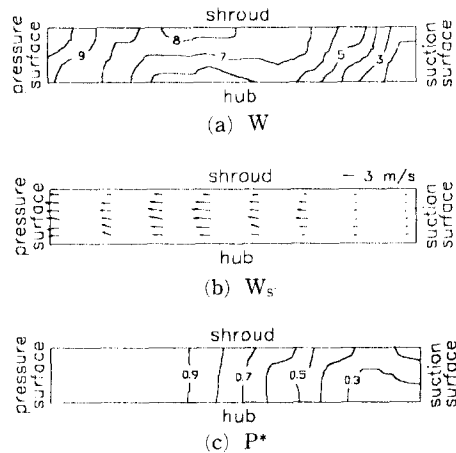 (a)
shroud
pressure surface
9
8
7
5
3
suction surface
hub
(a) W
(b)
shroud
— 3 m/s
pressure surface
suction surface
hub
(b) Ws
(c)
shroud
pressure surface
0.9
0.7
0.5
0.3
suction surface
hub
(c) P*